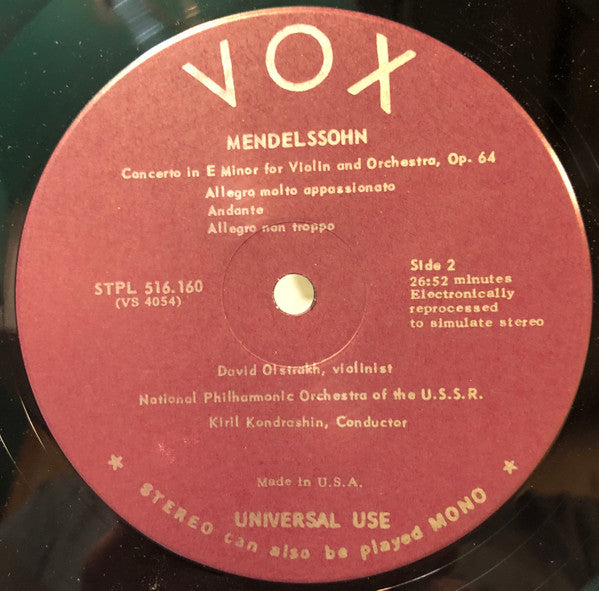 VOX
MENDELSSOHN
Concerto in E Minor for Violin and Orchestra, Op. 64
Allegro molto appassionato
Andante
Allegro non troppo
STPL 516.160
(VS 4054)
Side 2
26:52 minutes
Electronically
reprocessed
to simulate stereo
David Oistrakh, violinist
National Philharmonic Orchestra of the U.S.S.R.
Kiril Kondrashin, Conductor
Made in U.S.A.
UNIVERSAL USE
★ STEREO can also be played MONO ★